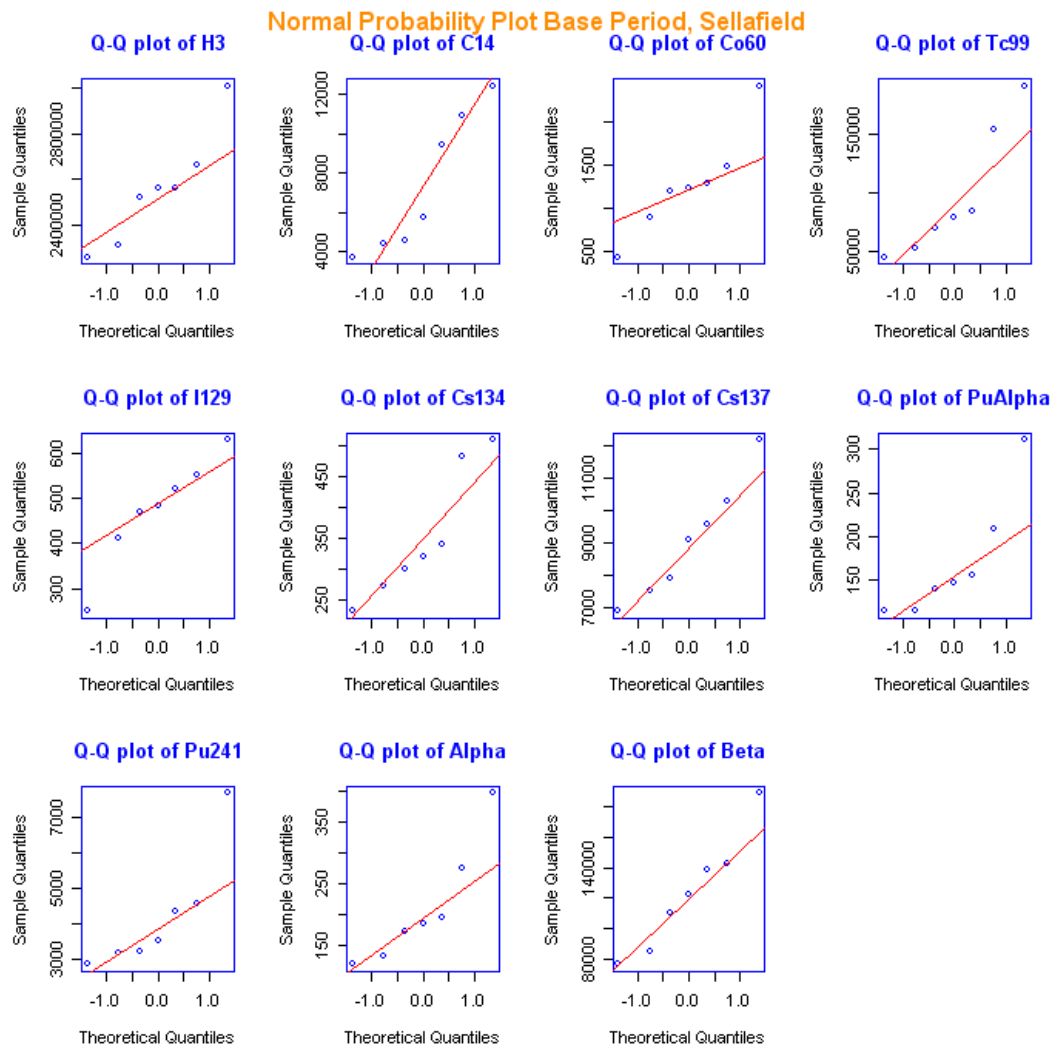 Normal Probability Plot Base Period, Sellafield
Q-Q plot of H3
Sample Quantiles
2400000 2800000
-1.0 0.0 1.0
Theoretical Quantiles
Q-Q plot of C14
Sample Quantiles
4000 8000 12000
-1.0 0.0 1.0
Theoretical Quantiles
Q-Q plot of Co60
Sample Quantiles
500 1500
-1.0 0.0 1.0
Theoretical Quantiles
Q-Q plot of Tc99
Sample Quantiles
50000 150000
-1.0 0.0 1.0
Theoretical Quantiles
Q-Q plot of I129
Sample Quantiles
300 400 500 600
-1.0 0.0 1.0
Theoretical Quantiles
Q-Q plot of Cs134
Sample Quantiles
250 350 450
-1.0 0.0 1.0
Theoretical Quantiles
Q-Q plot of Cs137
Sample Quantiles
7000 9000 11000
-1.0 0.0 1.0
Theoretical Quantiles
Q-Q plot of PuAlpha
Sample Quantiles
150 200 250 300
-1.0 0.0 1.0
Theoretical Quantiles
Q-Q plot of Pu241
Sample Quantiles
3000 5000 7000
-1.0 0.0 1.0
Theoretical Quantiles
Q-Q plot of Alpha
Sample Quantiles
150 250 350
-1.0 0.0 1.0
Theoretical Quantiles
Q-Q plot of Beta
Sample Quantiles
80000 140000
-1.0 0.0 1.0
Theoretical Quantiles